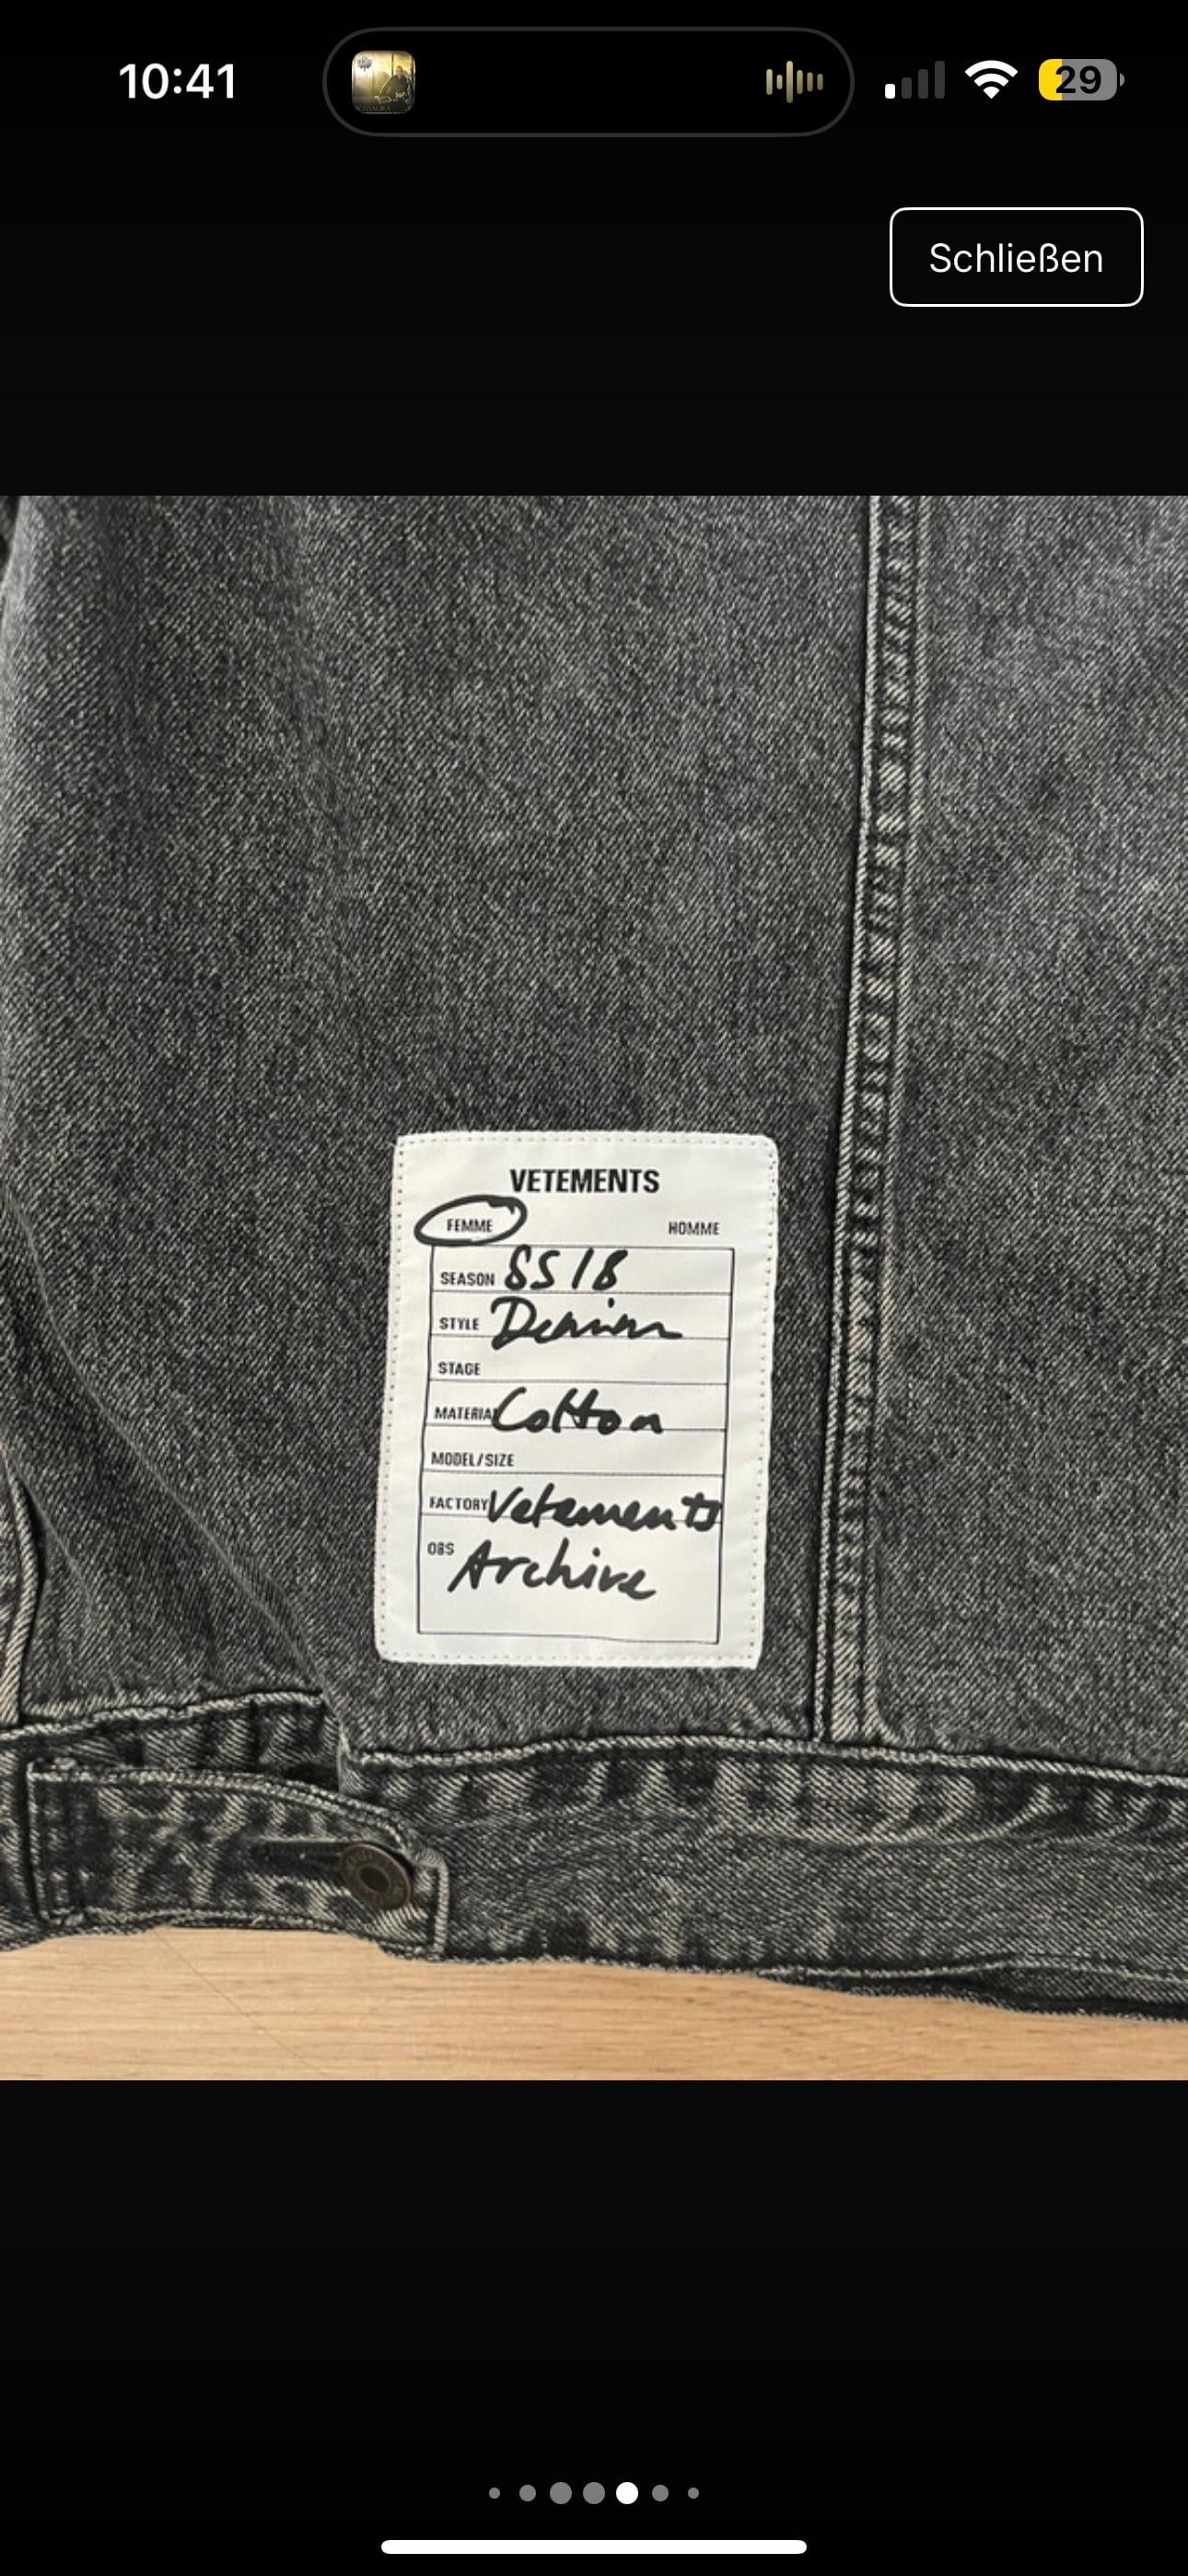 10:41
29
Schließen
VETEMENTS
FEMME HOMME
SEASON SS18
STYLE Denim
STAGE
MATERIAL Cotton
MODEL/SIZE
FACTORY Vetements
OBS Archive